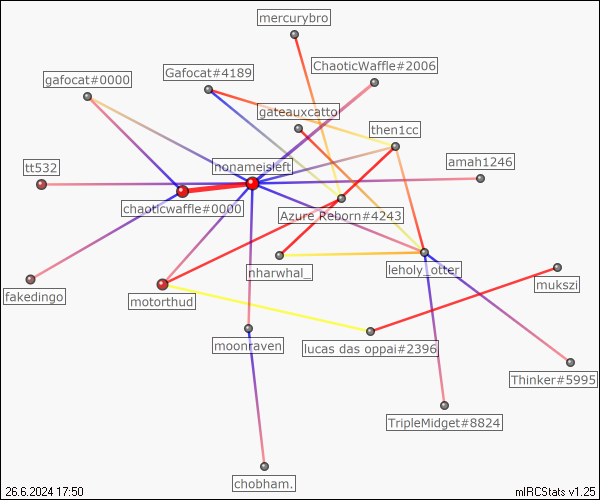 mercurybro
ChaoticWaffle#2006
Gafocat#4189
gafocat#0000
gateauxcatto
then1cc
nonameisleft
amah1246
tt532
chaoticwaffle#0000
Azure Reborn#4243
nharwhal_
leholy_otter
mukszi
fakedingo
motorthud
moonraven
lucas das oppai#2396
Thinker#5995
TripleMidget#8824
chobham.
26.6.2024 17:50
mIRCStats v1.25